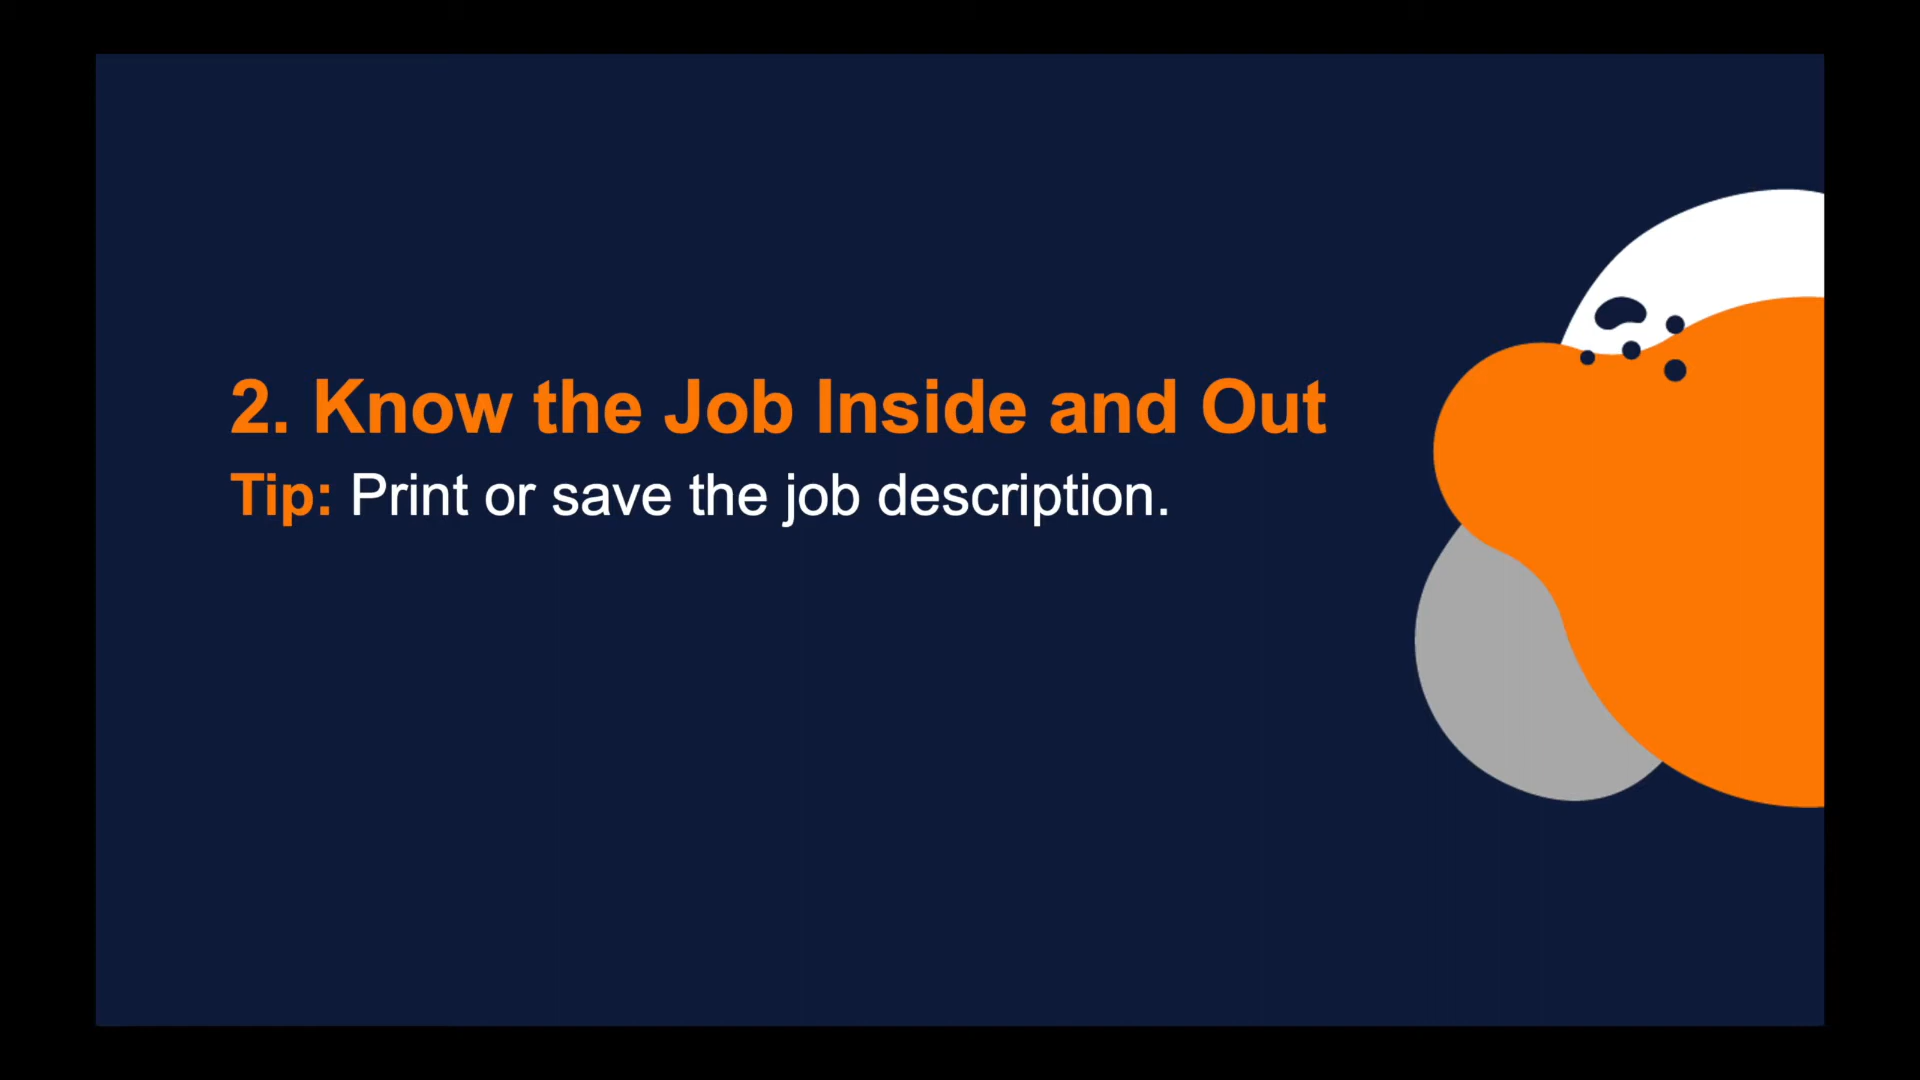 2. Know the Job Inside and Out
Tip: Print or save the job description.